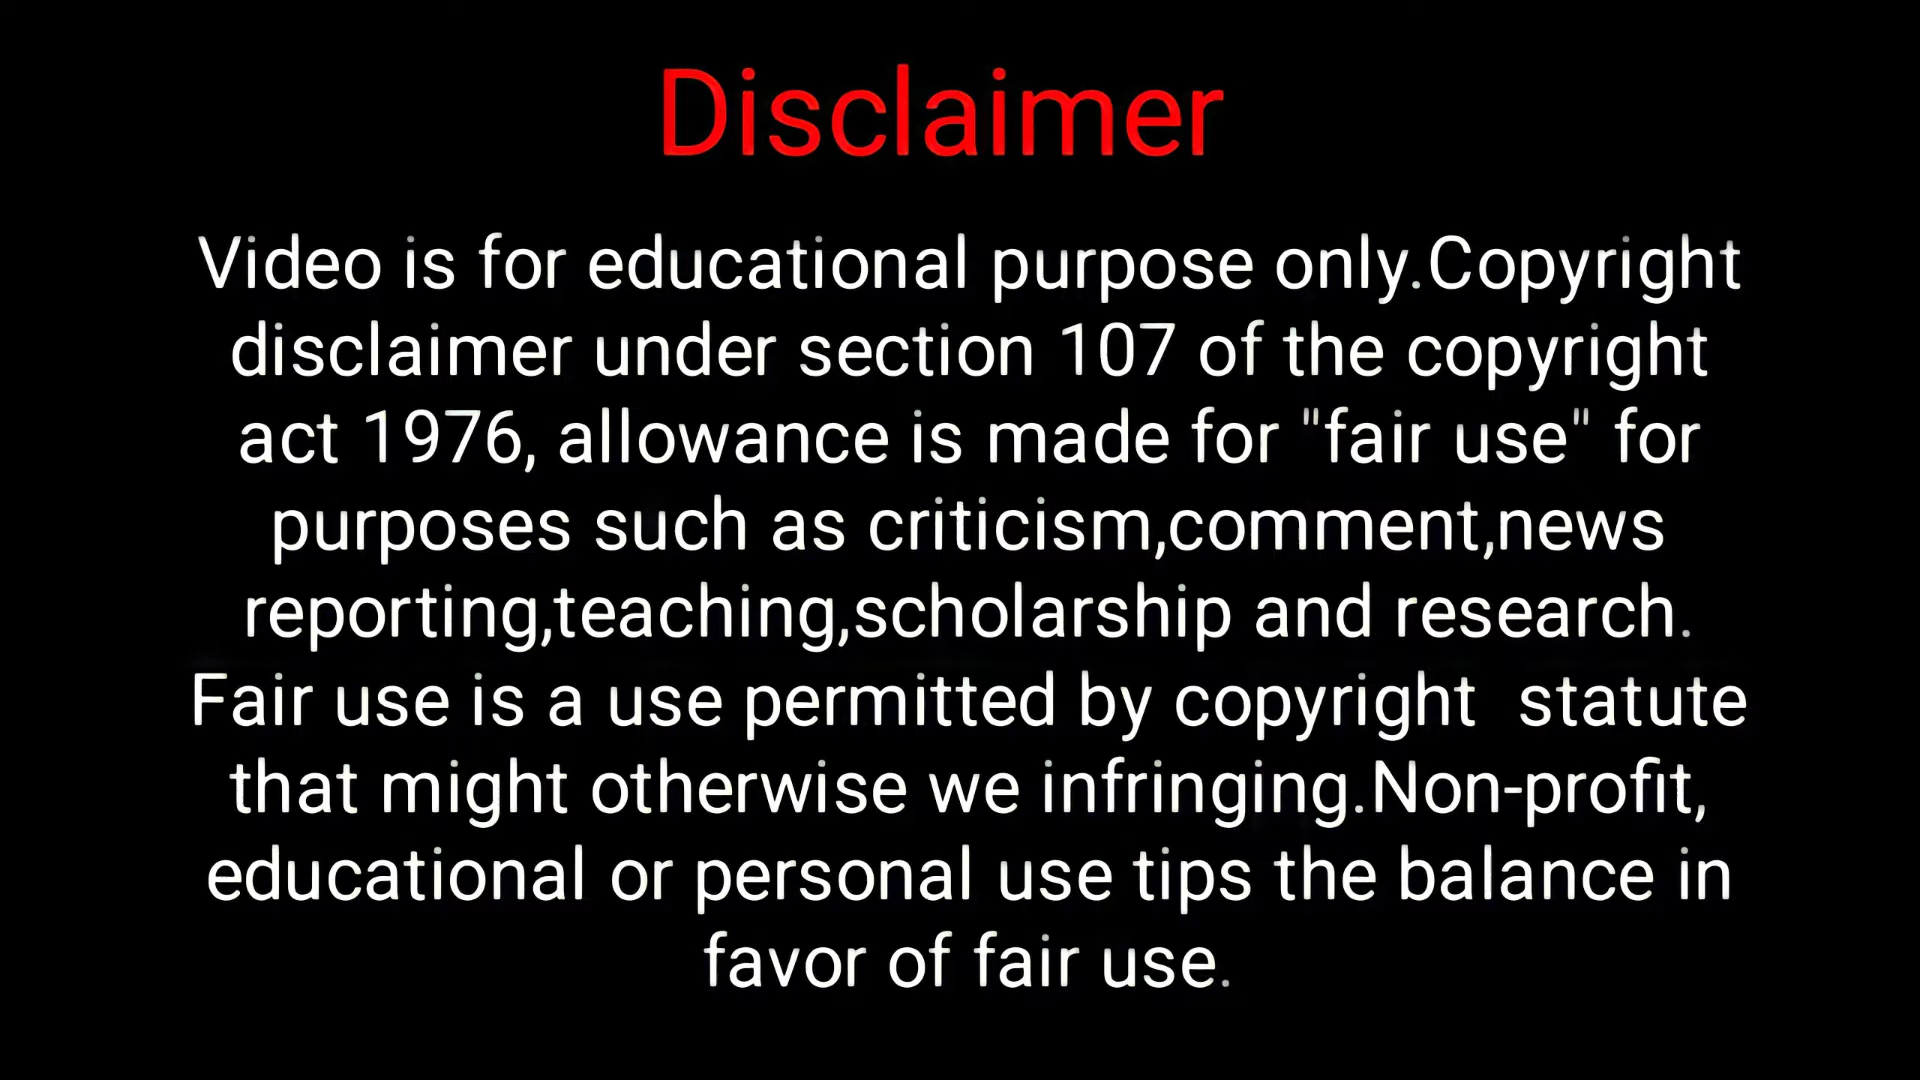 Disclaimer
Video is for educational purpose only.Copyright
disclaimer under section 107 of the copyright
act 1976, allowance is made for "fair use" for
purposes such as criticism,comment,news
reporting,teaching,scholarship and research.
Fair use is a use permitted by copyright  statute
that might otherwise we infringing.Non-profit,
educational or personal use tips the balance in
favor of fair use.